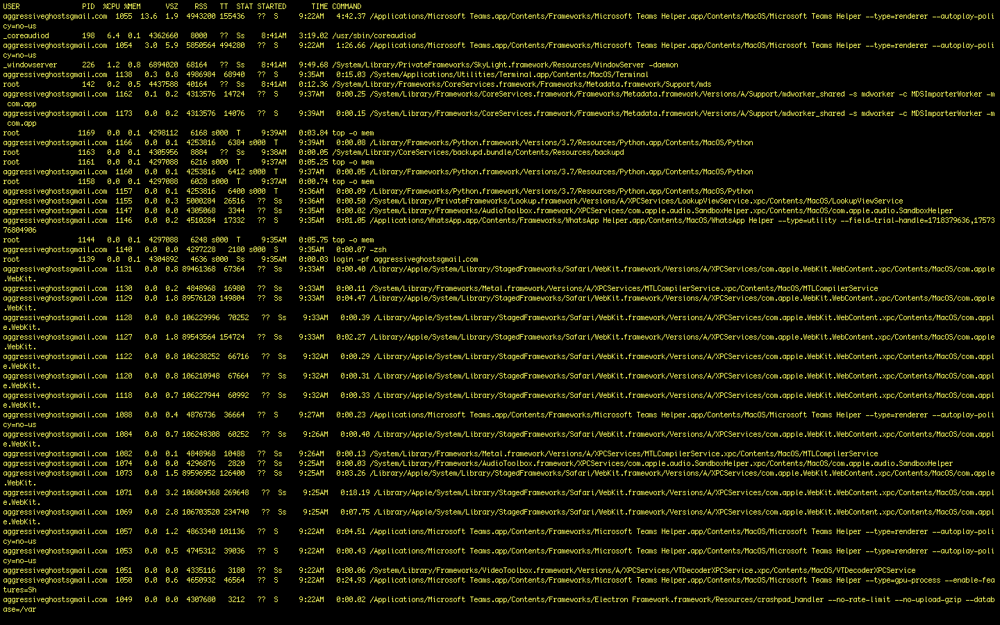 USER               PID  %CPU %MEM      VSZ    RSS   TT  STAT STARTED      TIME COMMAND
aggressiveghostsgmail.com  1055  13.6  1.9  4943200 155436   ??  S     9:22AM   4:42.37 /Applications/Microsoft Teams.app/Contents/Frameworks/Microsoft Teams Helper.app/Contents/MacOS/Microsoft Teams Helper --type=renderer --autoplay-poli
cy=no-us
_coreaudiod        198   6.4  0.1  4362660   8000   ??  Ss    8:41AM   3:19.02 /usr/sbin/coreaudiod
aggressiveghostsgmail.com  1054   3.0  5.9  5850564 494280   ??  S     9:22AM   1:26.66 /Applications/Microsoft Teams.app/Contents/Frameworks/Microsoft Teams Helper.app/Contents/MacOS/Microsoft Teams Helper --type=renderer --autoplay-poli
cy=no-us
_windowserver      226   1.2  0.8  6894020  68164   ??  Ss    8:41AM   9:49.68 /System/Library/PrivateFrameworks/SkyLight.framework/Resources/WindowServer -daemon
aggressiveghostsgmail.com  1138   0.3  0.8  4986984  68940   ??  S     9:35AM   0:15.03 /System/Applications/Utilities/Terminal.app/Contents/MacOS/Terminal
root               142   0.2  0.5  4437588  40164   ??  Ss    8:41AM   0:12.36 /System/Library/Frameworks/CoreServices.framework/Frameworks/Metadata.framework/Support/mds
aggressiveghostsgmail.com  1162   0.1  0.2  4313576  14724   ??  S     9:37AM   0:00.25 /System/Library/Frameworks/CoreServices.framework/Frameworks/Metadata.framework/Versions/A/Support/mdworker_shared -s mdworker -c MDSImporterWorker -m
 com.app
aggressiveghostsgmail.com  1173   0.0  0.2  4313576  14076   ??  S     9:39AM   0:00.15 /System/Library/Frameworks/CoreServices.framework/Frameworks/Metadata.framework/Versions/A/Support/mdworker_shared -s mdworker -c MDSImporterWorker -m
 com.app
root              1169   0.0  0.1  4298112   6168 s000  T     9:39AM   0:03.84 top -o mem
aggressiveghostsgmail.com  1166   0.0  0.1  4253816   6384 s000  T     9:39AM   0:00.08 /Library/Frameworks/Python.framework/Versions/3.7/Resources/Python.app/Contents/MacOS/Python
root              1163   0.0  0.1  4305956   8884   ??  Ss    9:38AM   0:00.05 /System/Library/CoreServices/backupd.bundle/Contents/Resources/backupd
root              1161   0.0  0.1  4297088   6216 s000  T     9:37AM   0:05.25 top -o mem
aggressiveghostsgmail.com  1160   0.0  0.1  4253816   6412 s000  T     9:37AM   0:00.05 /Library/Frameworks/Python.framework/Versions/3.7/Resources/Python.app/Contents/MacOS/Python
root              1158   0.0  0.1  4297088   6028 s000  T     9:37AM   0:00.74 top -o mem
aggressiveghostsgmail.com  1157   0.0  0.1  4253816   6400 s000  T     9:36AM   0:00.09 /Library/Frameworks/Python.framework/Versions/3.7/Resources/Python.app/Contents/MacOS/Python
aggressiveghostsgmail.com  1155   0.0  0.3  5000284  26516   ??  Ss    9:36AM   0:00.50 /System/Library/PrivateFrameworks/Lookup.framework/Versions/A/XPCServices/LookupViewService.xpc/Contents/MacOS/LookupViewService
aggressiveghostsgmail.com  1147   0.0  0.0  4305068   3344   ??  Ss    9:35AM   0:00.02 /System/Library/Frameworks/AudioToolbox.framework/XPCServices/com.apple.audio.SandboxHelper.xpc/Contents/MacOS/com.apple.audio.SandboxHelper
aggressiveghostsgmail.com  1146   0.0  0.2  4510284  17332   ??  S     9:35AM   0:01.05 /Applications/WhatsApp.app/Contents/Frameworks/WhatsApp Helper.app/Contents/MacOS/WhatsApp Helper --type=utility --field-trial-handle=1718379636,17573
76804906
root              1144   0.0  0.1  4297088   6248 s000  T     9:35AM   0:05.75 top -o mem
aggressiveghostsgmail.com  1140   0.0  0.0  4297228   2180 s000  S     9:35AM   0:00.07 -zsh
root              1139   0.0  0.1  4304892   4636 s000  Ss    9:35AM   0:00.03 login -pf aggressiveghostsgmail.com
aggressiveghostsgmail.com  1131   0.0  0.8 89461368  67364   ??  Ss    9:33AM   0:00.40 /Library/Apple/System/Library/StagedFrameworks/Safari/WebKit.framework/Versions/A/XPCServices/com.apple.WebKit.WebContent.xpc/Contents/MacOS/com.apple
.WebKit.
aggressiveghostsgmail.com  1130   0.0  0.2  4848968  16980   ??  Ss    9:33AM   0:00.11 /System/Library/Frameworks/Metal.framework/Versions/A/XPCServices/MTLCompilerService.xpc/Contents/MacOS/MTLCompilerService
aggressiveghostsgmail.com  1129   0.0  1.8 89576120 149804   ??  Ss    9:33AM   0:04.47 /Library/Apple/System/Library/StagedFrameworks/Safari/WebKit.framework/Versions/A/XPCServices/com.apple.WebKit.WebContent.xpc/Contents/MacOS/com.apple
.WebKit.
aggressiveghostsgmail.com  1128   0.0  0.8 106229996  70252   ??  Ss    9:33AM   0:00.39 /Library/Apple/System/Library/StagedFrameworks/Safari/WebKit.framework/Versions/A/XPCServices/com.apple.WebKit.WebContent.xpc/Contents/MacOS/com.appl
e.WebKit.
aggressiveghostsgmail.com  1127   0.0  1.8 89543564 154724   ??  Ss    9:33AM   0:02.27 /Library/Apple/System/Library/StagedFrameworks/Safari/WebKit.framework/Versions/A/XPCServices/com.apple.WebKit.WebContent.xpc/Contents/MacOS/com.apple
.WebKit.
aggressiveghostsgmail.com  1122   0.0  0.8 106238252  66716   ??  Ss    9:32AM   0:00.29 /Library/Apple/System/Library/StagedFrameworks/Safari/WebKit.framework/Versions/A/XPCServices/com.apple.WebKit.WebContent.xpc/Contents/MacOS/com.appl
e.WebKit.
aggressiveghostsgmail.com  1120   0.0  0.8 106210948  67664   ??  Ss    9:32AM   0:00.31 /Library/Apple/System/Library/StagedFrameworks/Safari/WebKit.framework/Versions/A/XPCServices/com.apple.WebKit.WebContent.xpc/Contents/MacOS/com.appl
e.WebKit.
aggressiveghostsgmail.com  1118   0.0  0.7 106227944  60992   ??  Ss    9:32AM   0:00.33 /Library/Apple/System/Library/StagedFrameworks/Safari/WebKit.framework/Versions/A/XPCServices/com.apple.WebKit.WebContent.xpc/Contents/MacOS/com.appl
e.WebKit.
aggressiveghostsgmail.com  1088   0.0  0.4  4876736  36664   ??  S     9:27AM   0:00.23 /Applications/Microsoft Teams.app/Contents/Frameworks/Microsoft Teams Helper.app/Contents/MacOS/Microsoft Teams Helper --type=renderer --autoplay-poli
cy=no-us
aggressiveghostsgmail.com  1084   0.0  0.7 106248308  60252   ??  Ss    9:26AM   0:00.40 /Library/Apple/System/Library/StagedFrameworks/Safari/WebKit.framework/Versions/A/XPCServices/com.apple.WebKit.WebContent.xpc/Contents/MacOS/com.appl
e.WebKit.
aggressiveghostsgmail.com  1082   0.0  0.1  4848968  10488   ??  Ss    9:26AM   0:00.13 /System/Library/Frameworks/Metal.framework/Versions/A/XPCServices/MTLCompilerService.xpc/Contents/MacOS/MTLCompilerService
aggressiveghostsgmail.com  1074   0.0  0.0  4296876   2820   ??  Ss    9:25AM   0:00.03 /System/Library/Frameworks/AudioToolbox.framework/XPCServices/com.apple.audio.SandboxHelper.xpc/Contents/MacOS/com.apple.audio.SandboxHelper
aggressiveghostsgmail.com  1073   0.0  1.5 89596952 126400   ??  Ss    9:25AM   0:03.26 /Library/Apple/System/Library/StagedFrameworks/Safari/WebKit.framework/Versions/A/XPCServices/com.apple.WebKit.WebContent.xpc/Contents/MacOS/com.apple
.WebKit.
aggressiveghostsgmail.com  1071   0.0  3.2 106804368 269648   ??  Ss    9:25AM   0:18.19 /Library/Apple/System/Library/StagedFrameworks/Safari/WebKit.framework/Versions/A/XPCServices/com.apple.WebKit.WebContent.xpc/Contents/MacOS/com.appl
e.WebKit.
aggressiveghostsgmail.com  1069   0.0  2.8 106703520 234740   ??  Ss    9:25AM   0:07.75 /Library/Apple/System/Library/StagedFrameworks/Safari/WebKit.framework/Versions/A/XPCServices/com.apple.WebKit.WebContent.xpc/Contents/MacOS/com.appl
e.WebKit.
aggressiveghostsgmail.com  1057   0.0  1.2  4863340 101136   ??  S     9:22AM   0:04.51 /Applications/Microsoft Teams.app/Contents/Frameworks/Microsoft Teams Helper.app/Contents/MacOS/Microsoft Teams Helper --type=renderer --autoplay-poli
cy=no-us
aggressiveghostsgmail.com  1053   0.0  0.5  4745312  39036   ??  S     9:22AM   0:00.43 /Applications/Microsoft Teams.app/Contents/Frameworks/Microsoft Teams Helper.app/Contents/MacOS/Microsoft Teams Helper --type=renderer --autoplay-poli
cy=no-us
aggressiveghostsgmail.com  1051   0.0  0.0  4335116   3180   ??  Ss    9:22AM   0:00.06 /System/Library/Frameworks/VideoToolbox.framework/Versions/A/XPCServices/VTDecoderXPCService.xpc/Contents/MacOS/VTDecoderXPCService
aggressiveghostsgmail.com  1050   0.0  0.6  4650932  46564   ??  S     9:22AM   0:24.93 /Applications/Microsoft Teams.app/Contents/Frameworks/Microsoft Teams Helper.app/Contents/MacOS/Microsoft Teams Helper --type=gpu-process --enable-fea
tures=Sh
aggressiveghostsgmail.com  1049   0.0  0.0  4307680   3212   ??  S     9:22AM   0:00.02 /Applications/Microsoft Teams.app/Contents/Frameworks/Electron Framework.framework/Resources/crashpad_handler --no-rate-limit --no-upload-gzip --datab
ase=/var